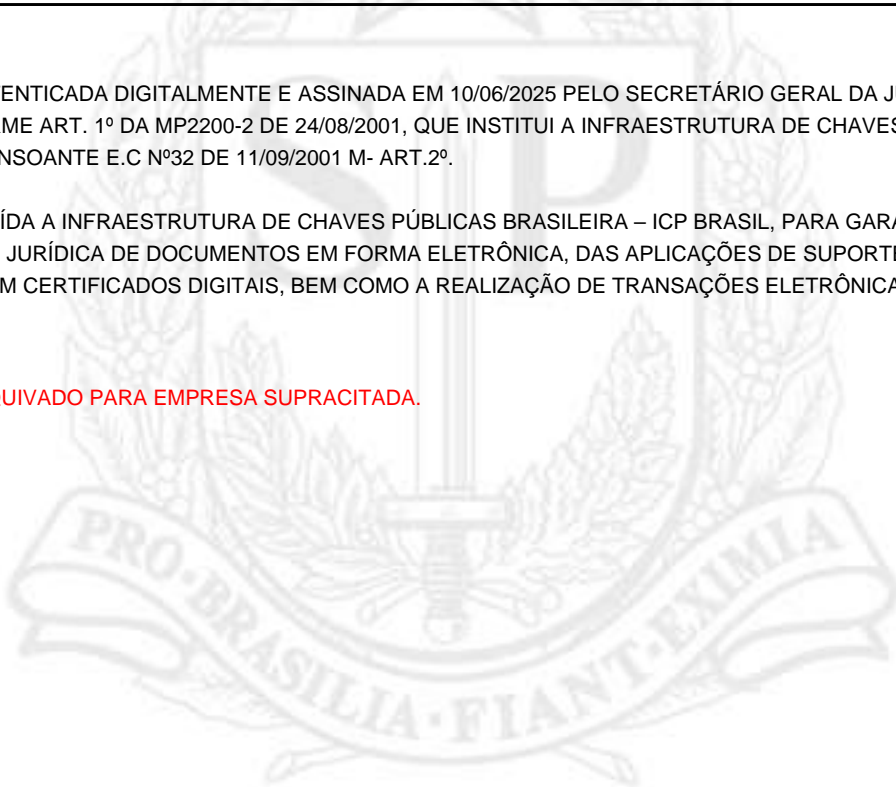 ENTICADA DIGITALMENTE E ASSINADA EM 10/06/2025 PELO SECRETÁRIO GERAL DA J
ME ART. 1º DA MP2200-2 DE 24/08/2001, QUE INSTITUI A INFRAESTRUTURA DE CHAVES
NSOANTE E.C Nº32 DE 11/09/2001 M- ART.2º.
ÍDA A INFRAESTRUTURA DE CHAVES PÚBLICAS BRASILEIRA – ICP BRASIL, PARA GARA
JURÍDICA DE DOCUMENTOS EM FORMA ELETRÔNICA, DAS APLICAÇÕES DE SUPORTE
M CERTIFICADOS DIGITAIS, BEM COMO A REALIZAÇÃO DE TRANSAÇÕES ELETRÔNICA
UIVADO PARA EMPRESA SUPRACITADA.
SP
PRO·BRASILIA·FIANT·EXIMIA